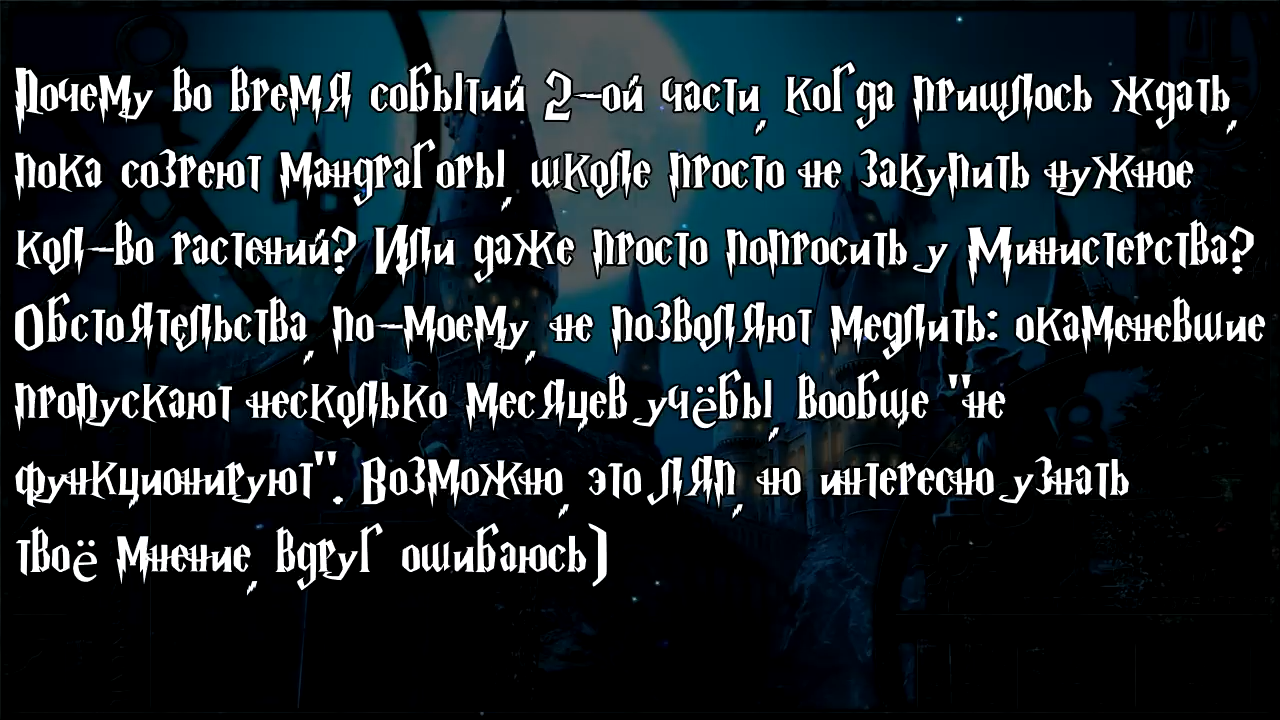 Почему во время событий 2-ой части, когда пришлось ждать,
пока созреют мандрагоры, школе просто не закупить нужное
кол-во растений? Или даже просто попросить у Министерства?
Обстоятельства, по-моему, не позволяют медлить: окаменевшие
пропускают несколько месяцев учёбы, вообще "не
функционируют". Возможно, это ляп, но интересно узнать
твоё мнение, вдруг ошибаюсь)